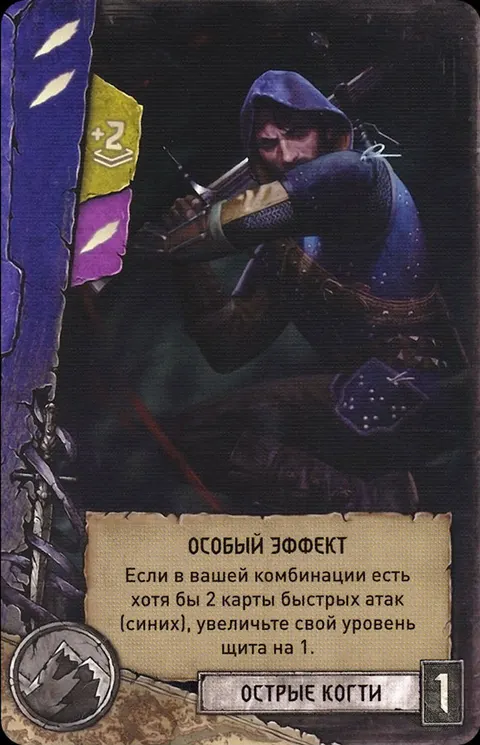 +2
ОСОБЫЙ ЭФФЕКТ
Если в вашей комбинации есть
хотя бы 2 карты быстрых атак
(синих), увеличьте свой уровень
щита на 1.
ОСТРЫЕ КОГТИ
1